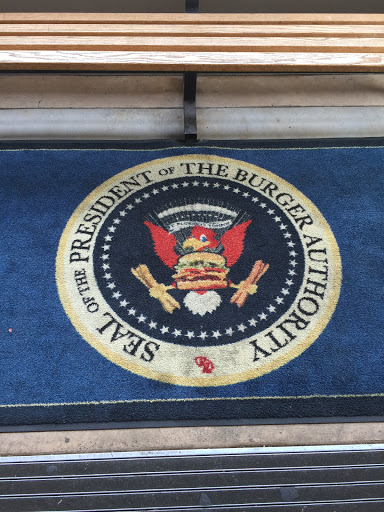 SEAL OF THE PRESIDENT OF THE BURGER AUTHORITY